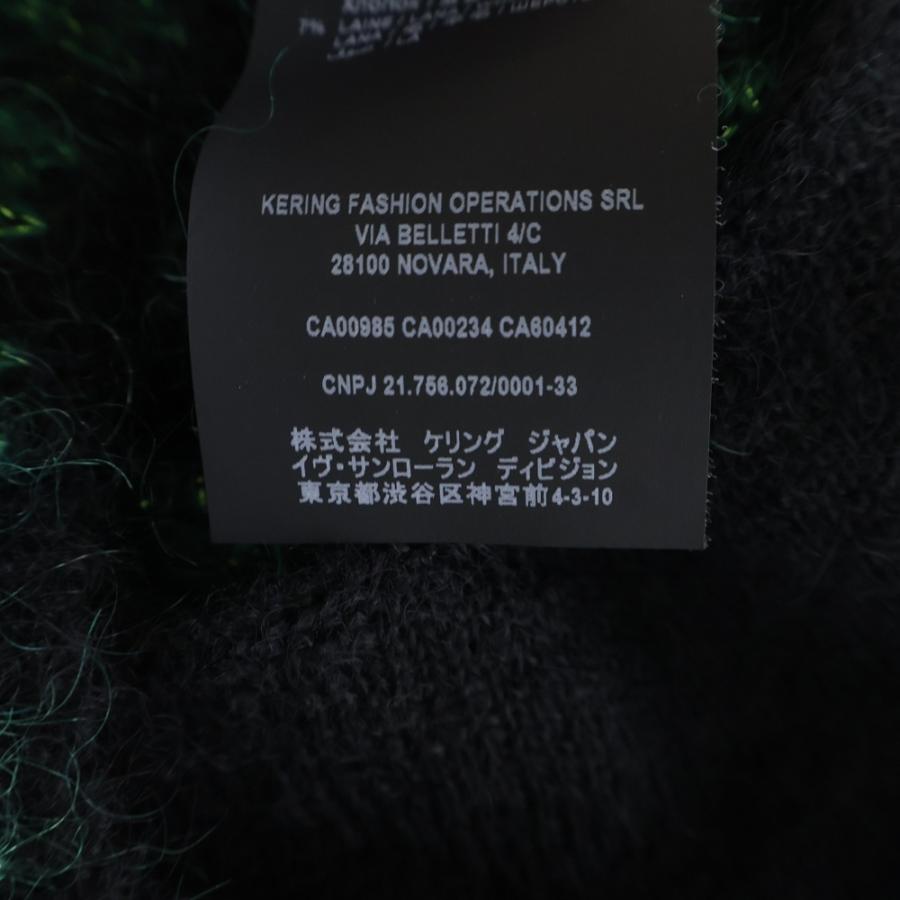 7% LAINE /
LANA /
KERING FASHION OPERATIONS SRL
VIA BELLETTI 4/C
28100 NOVARA, ITALY
CA00985 CA00234 CA60412
CNPJ 21.756.072/0001-33
株式会社 ケリング ジャパン
イヴ・サンローラン ディビジョン
東京都渋谷区神宮前4-3-10